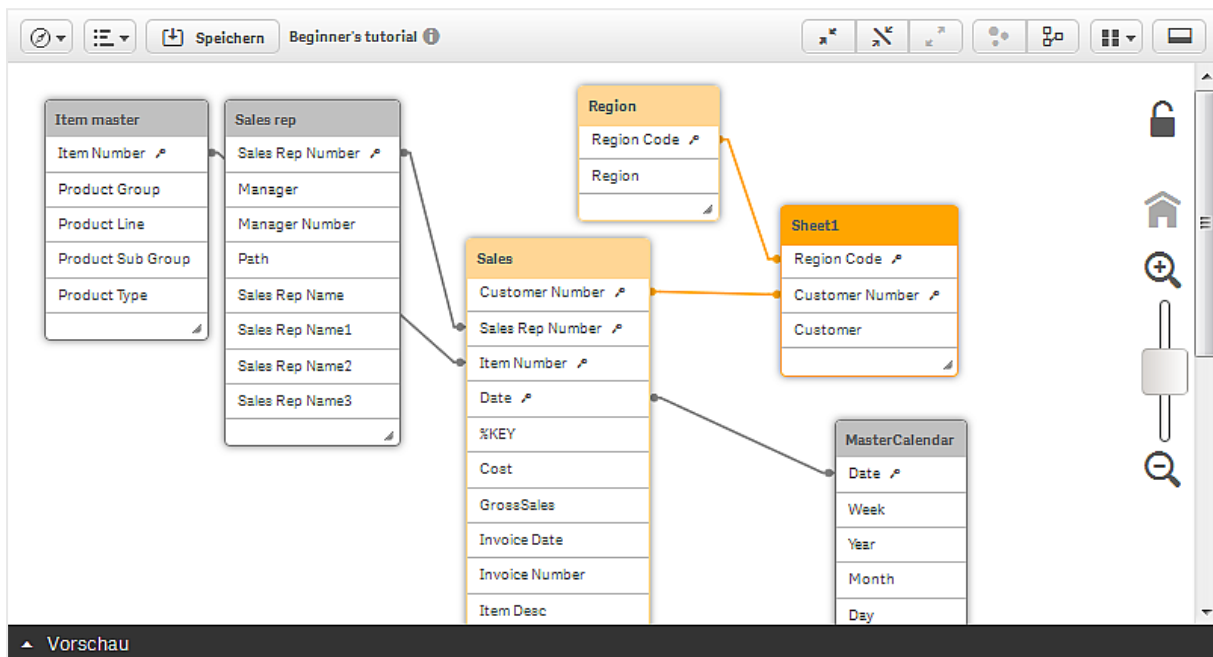 Speichern
Beginner's tutorial
Item master
Item Number
Product Group
Product Line
Product Sub Group
Product Type
Sales rep
Sales Rep Number
Manager
Manager Number
Path
Sales Rep Name
Sales Rep Name1
Sales Rep Name2
Sales Rep Name3
Region
Region Code
Region
Sales
Customer Number
Sales Rep Number
Item Number
Date
%KEY
Cost
GrossSales
Invoice Date
Invoice Number
Item Desc
Sheet1
Region Code
Customer Number
Customer
MasterCalendar
Date
Week
Year
Month
Day
Vorschau